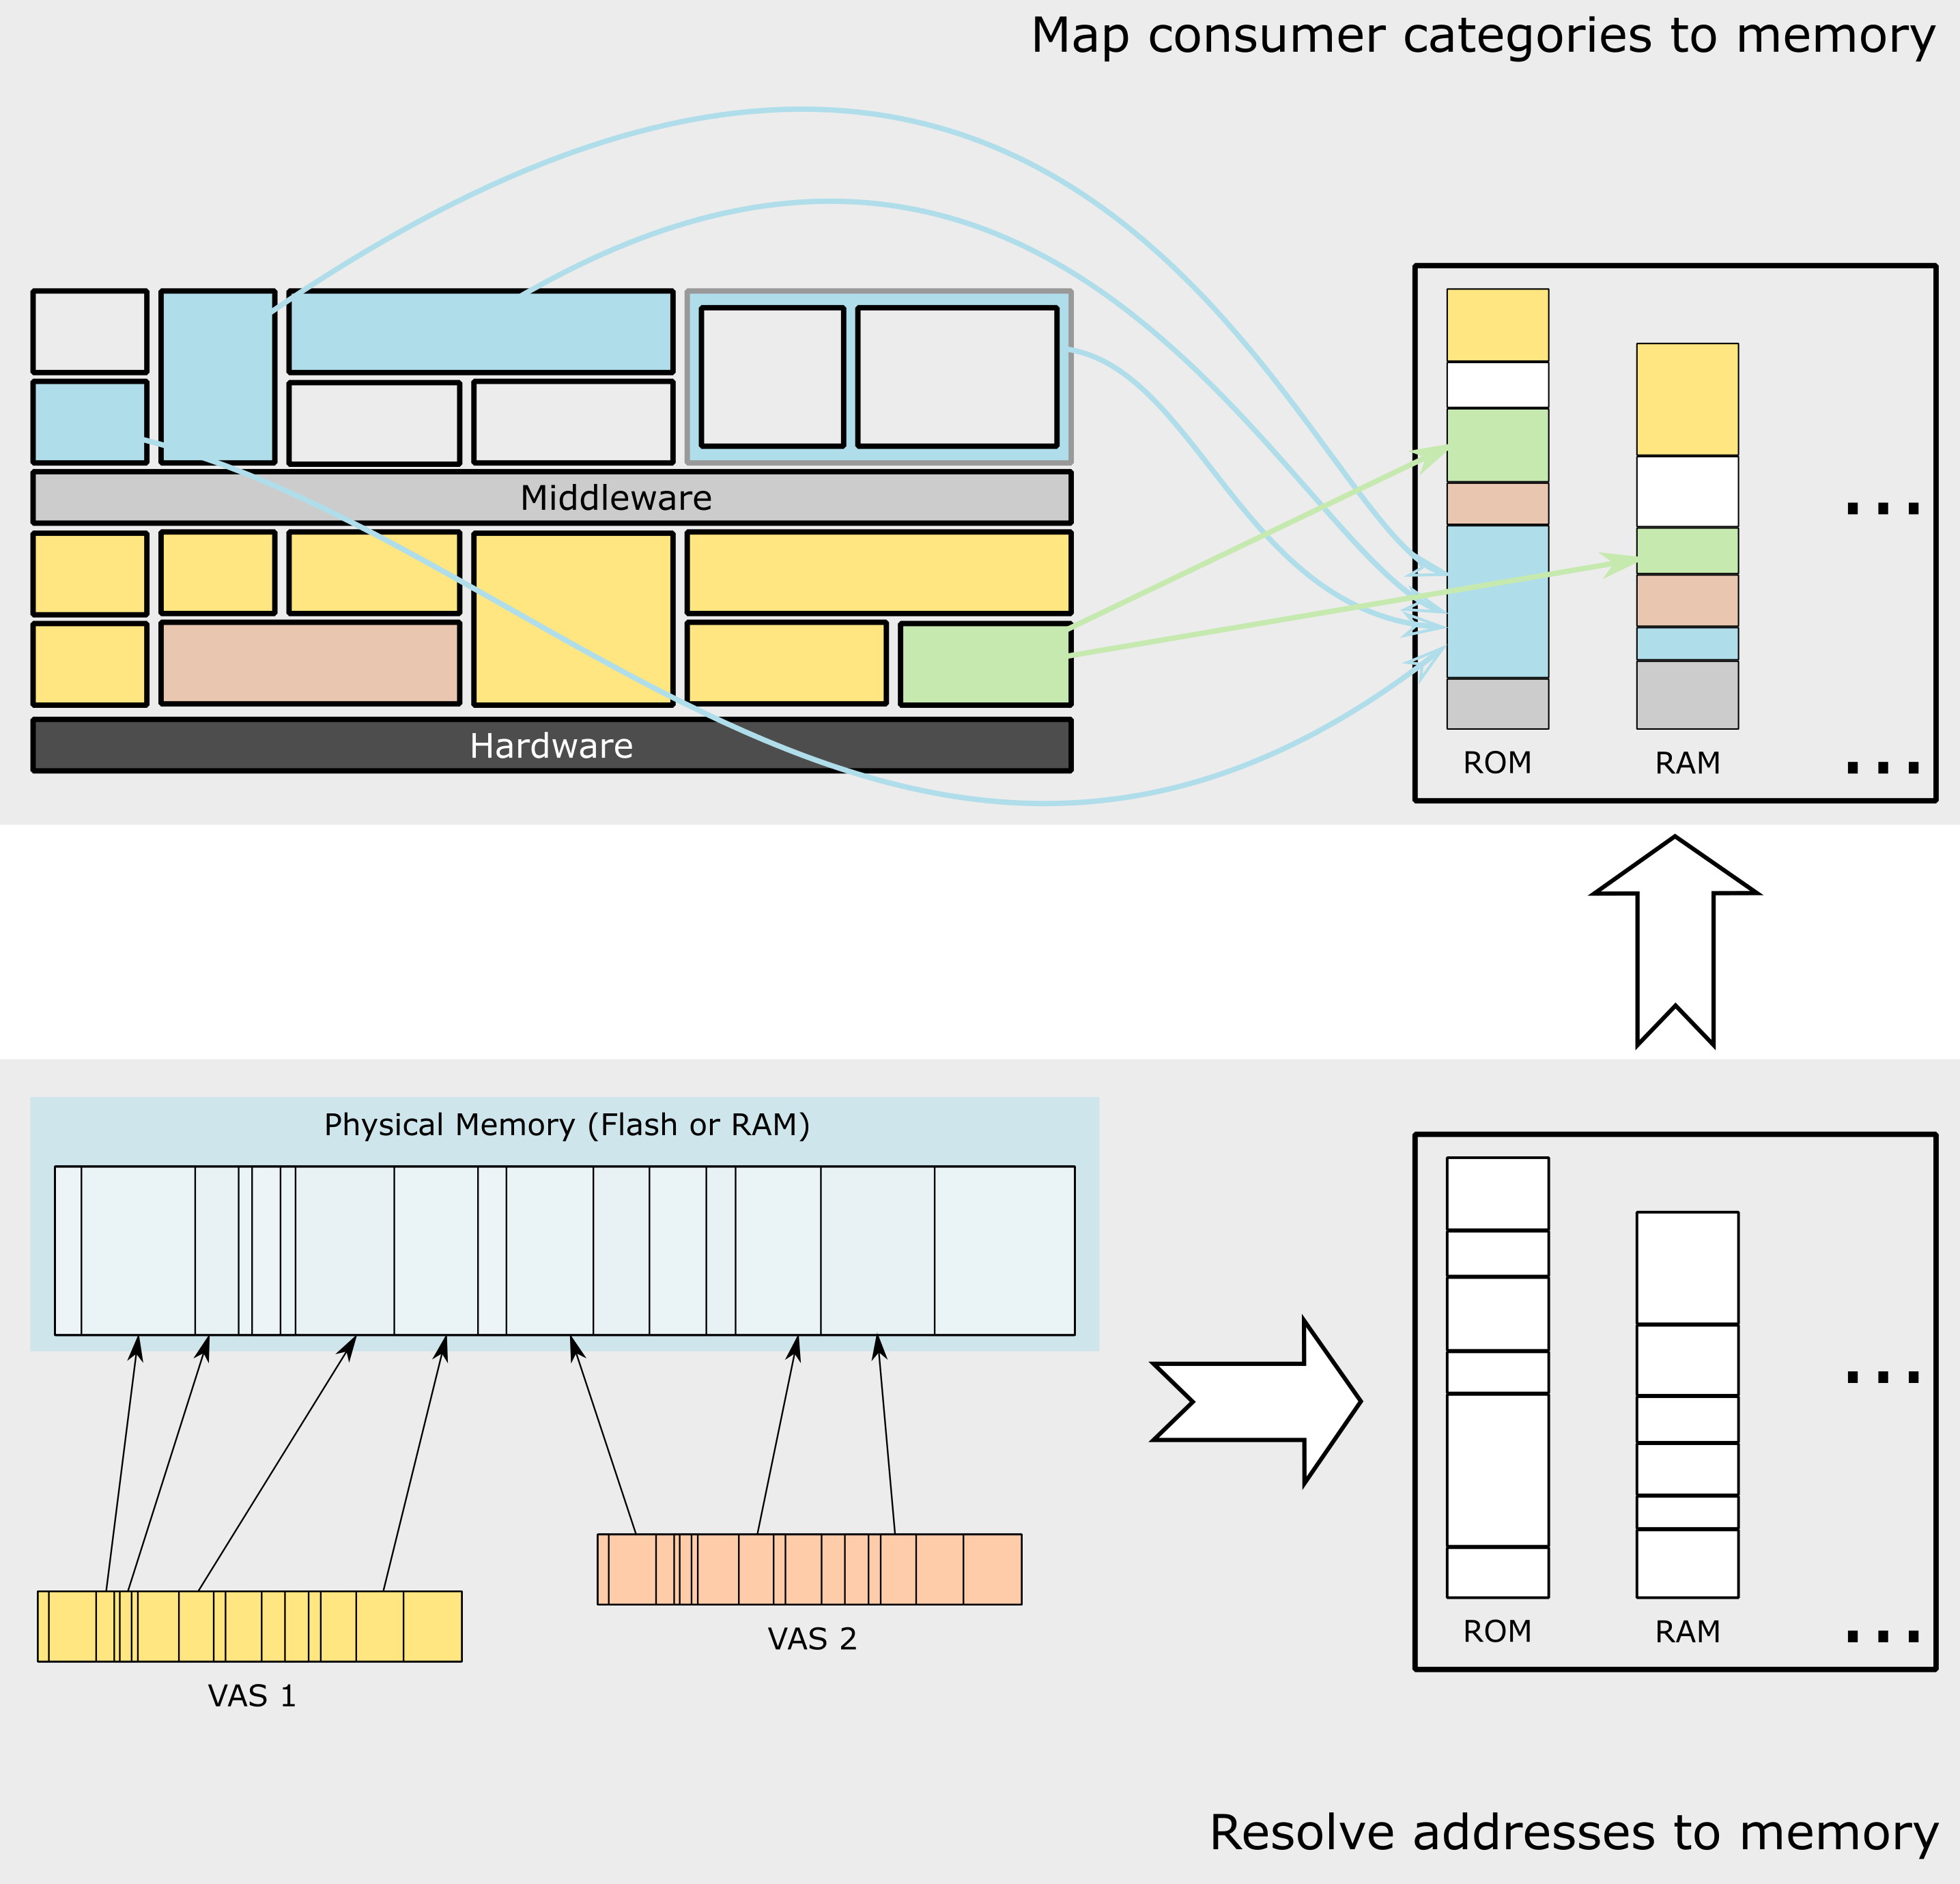 Map consumer categories to memory
Middleware
Hardware
...
ROM
RAM
...
Physical Memory (Flash or RAM)
...
VAS 1
VAS 2
ROM
RAM
...
Resolve addresses to memory